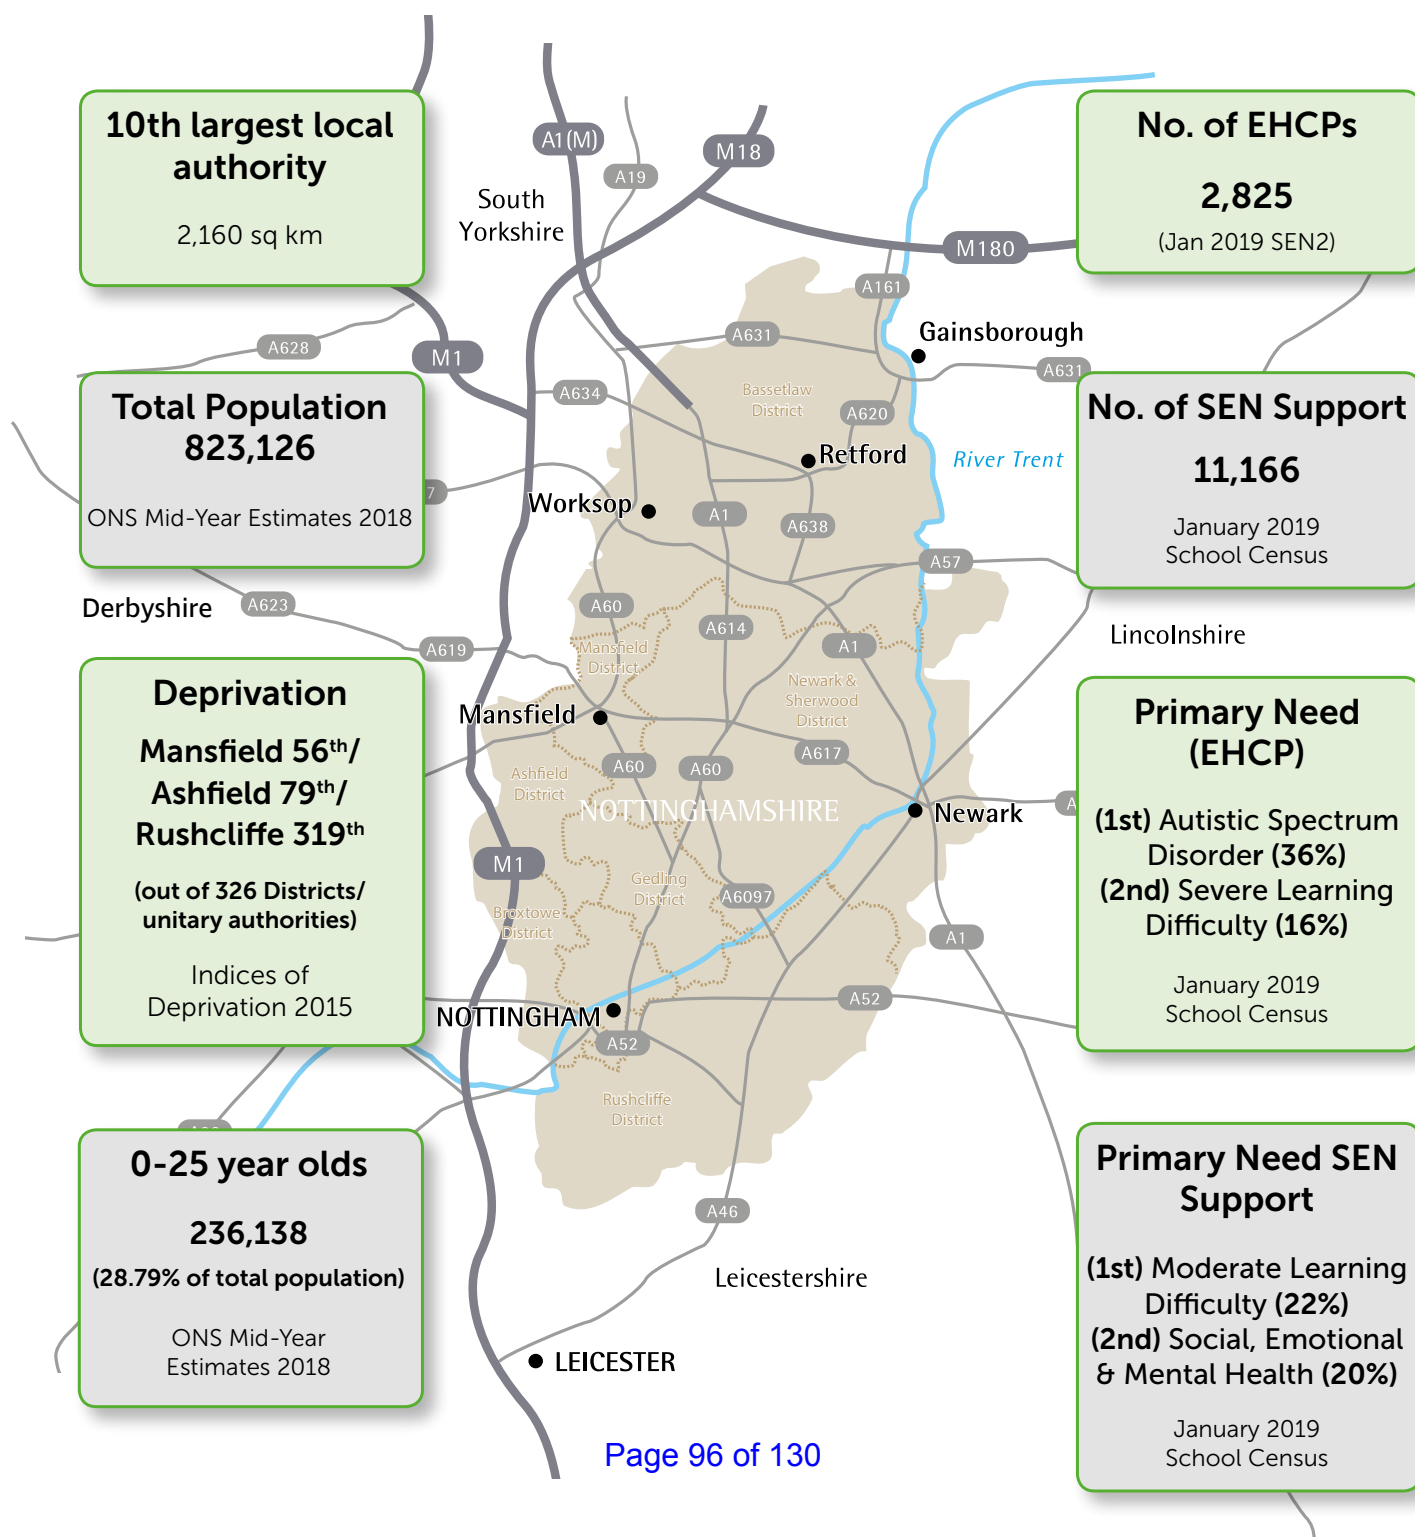 10th largest local
authority
2,160 sq km
No. of EHCPs
2,825
(Jan 2019 SEN2)
A1(M)
M18
A19
South
Yorkshire
M180
A161
Gainsborough
A631
A628
M1
A631
Total Population
823,126
ONS Mid-Year Estimates 2018
A634
Bassetlaw
District
A620
No. of SEN Support
11,166
January 2019
School Census
Retford
River Trent
7
Worksop
A1
A638
A57
Derbyshire
A623
A60
A614
A619
Mansfield
District
A1
Lincolnshire
Deprivation
Mansfield 56th/
Ashfield 79th/
Rushcliffe 319th
(out of 326 Districts/
unitary authorities)
Indices of
Deprivation 2015
Newark &
Sherwood
District
Mansfield
A617
A60
A60
Ashfield
District
NOTTINGHAMSHIRE
Newark
A
Primary Need
(EHCP)
(1st) Autistic Spectrum
Disorder (36%)
(2nd) Severe Learning
Difficulty (16%)
January 2019
School Census
M1
Gedling
District
A6097
Broxtowe
District
A1
A52
NOTTINGHAM
A52
Rushcliffe
District
0-25 year olds
236,138
(28.79% of total population)
ONS Mid-Year
Estimates 2018
Primary Need SEN
Support
(1st) Moderate Learning
Difficulty (22%)
(2nd) Social, Emotional
& Mental Health (20%)
January 2019
School Census
A46
Leicestershire
LEICESTER
Page 96 of 130